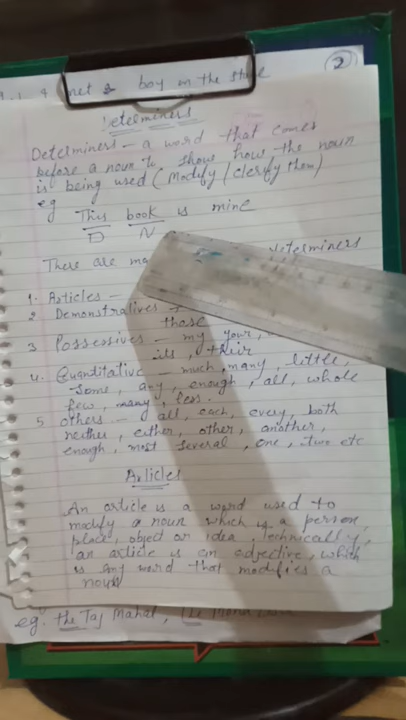 boy on the stage
2
Determiners
Determiners - a word that comes
before a noun to show how the noun
is being used (Modify / clerify them)
eg
This book is mine
D N
There are ma determiners
1. Articles -
2 Demonstratives -
those
3 Possessives - my, your,
its, their
4. Quantitative - much, many, little,
some, any, enough, all, whole
few, many, less.
5 others - all, each, every, both
neither, either, other, another,
enough, most several, one, two etc
Articles
An article is a word used to
modify a noun which is a person,
place, object or idea. Technically,
an article is an adjective, which
is any word that modifies a
noun
eg. the Taj Mahal,